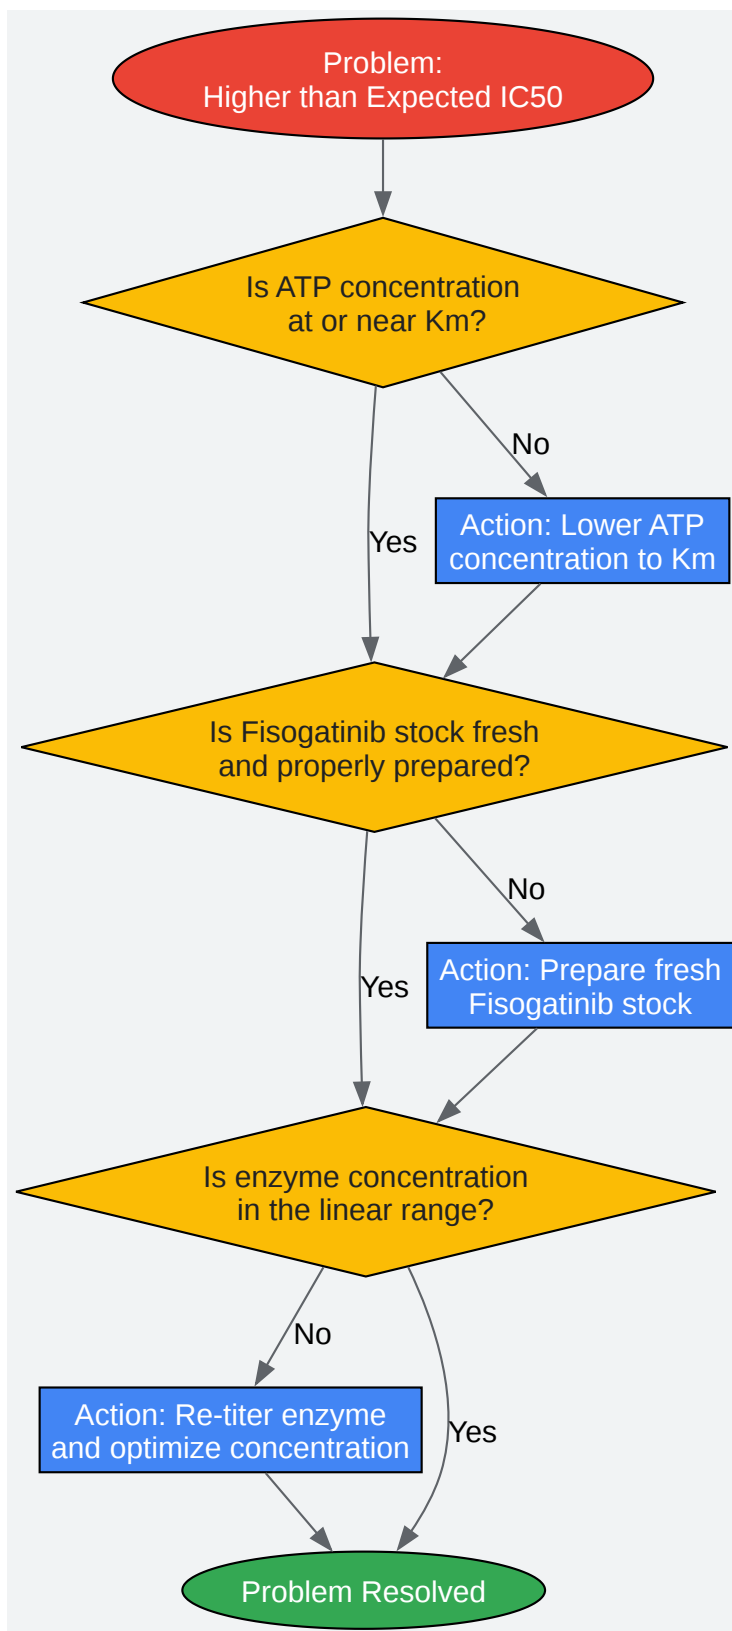 Problem:
Higher than Expected IC50
Is ATP concentration
at or near Km?
No
Action: Lower ATP
concentration to Km
Yes
Is Fisogatinib stock fresh
and properly prepared?
No
Action: Prepare fresh
Fisogatinib stock
Yes
Is enzyme concentration
in the linear range?
No
Action: Re-titer enzyme
and optimize concentration
Yes
Problem Resolved